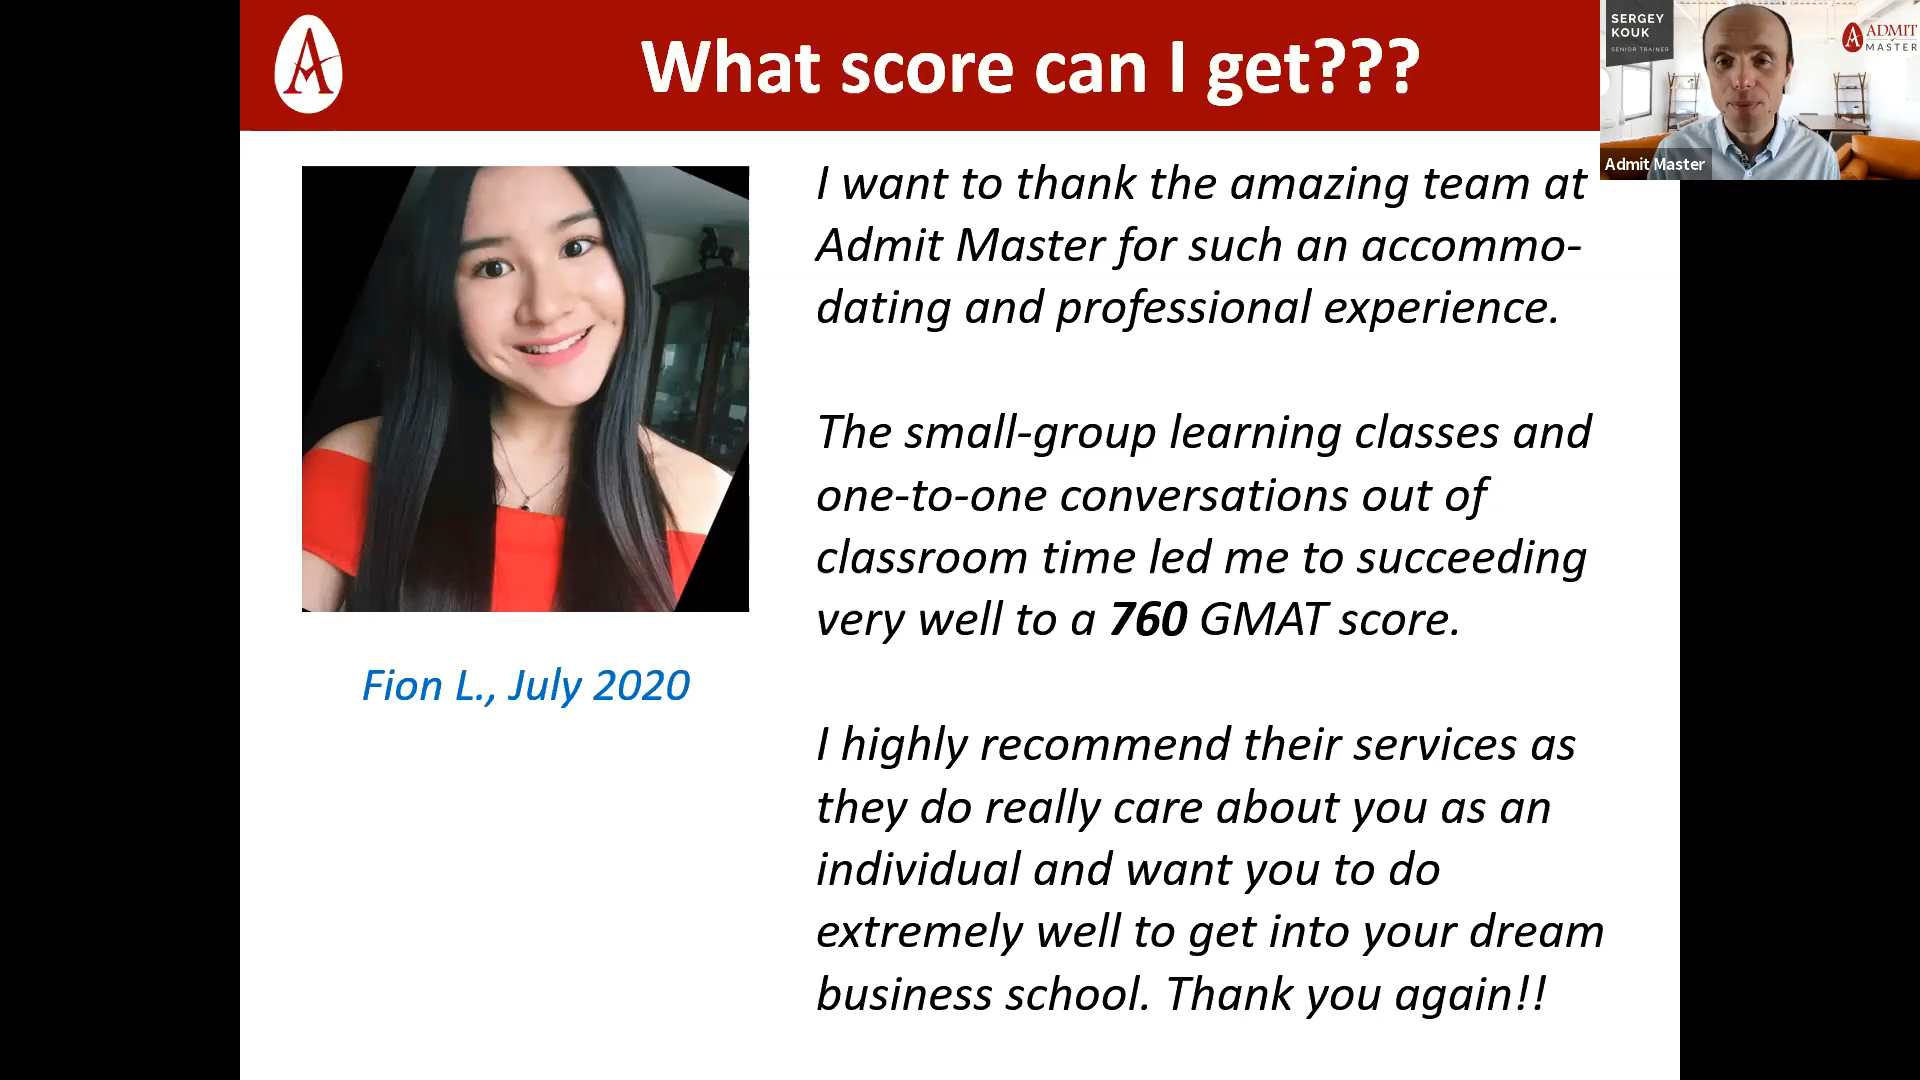 What score can I get???
SERGEY
KOUK
SENIOR TRAINER
ADMIT
MASTER
Admit Master
I want to thank the amazing team at
Admit Master for such an accommo-
dating and professional experience.
The small-group learning classes and
one-to-one conversations out of
classroom time led me to succeeding
very well to a 760 GMAT score.
I highly recommend their services as
they do really care about you as an
individual and want you to do
extremely well to get into your dream
business school. Thank you again!!
Fion L., July 2020